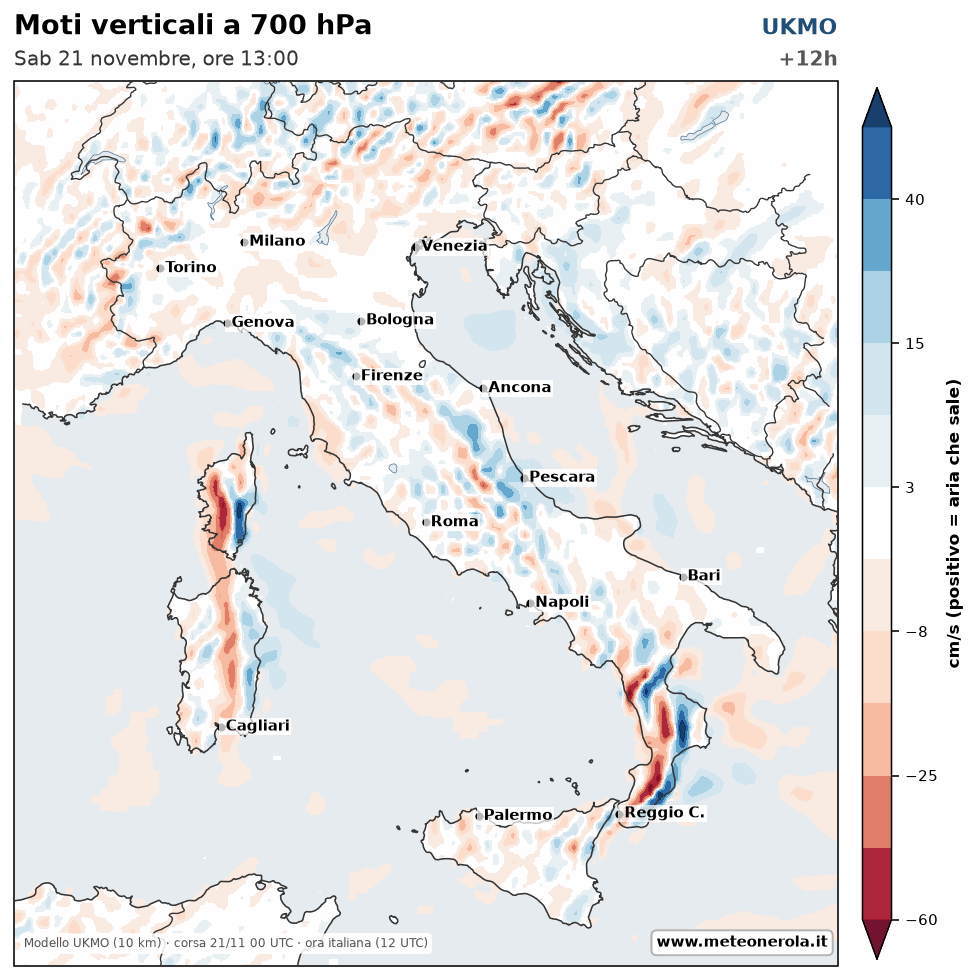 Moti verticali a 700 hPa
UKMO
Sab 21 novembre, ore 13:00
+12h
Milano
Venezia
Torino
Genova
Bologna
Firenze
Ancona
Pescara
Roma
Bari
Napoli
Cagliari
Palermo
Reggio C.
40
15
3
−8
−25
−60
cm/s (positivo = aria che sale)
Modello UKMO (10 km) · corsa 21/11 00 UTC · ora italiana (12 UTC)
www.meteonerola.it